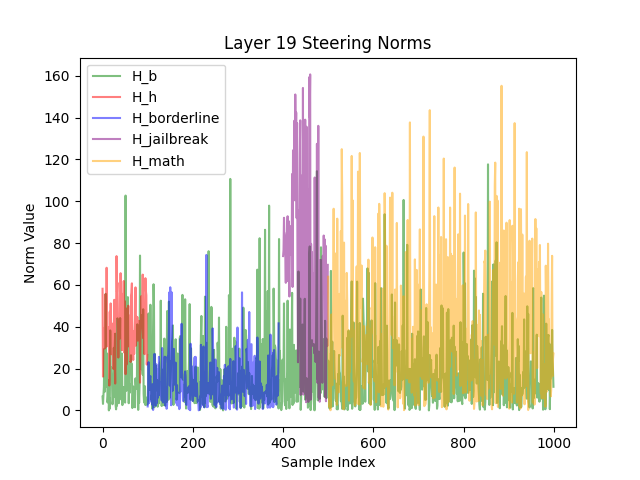 Layer 19 Steering Norms
H_b
H_h
H_borderline
H_jailbreak
H_math
Norm Value
160
140
120
100
80
60
40
20
0
0 200 400 600 800 1000
Sample Index